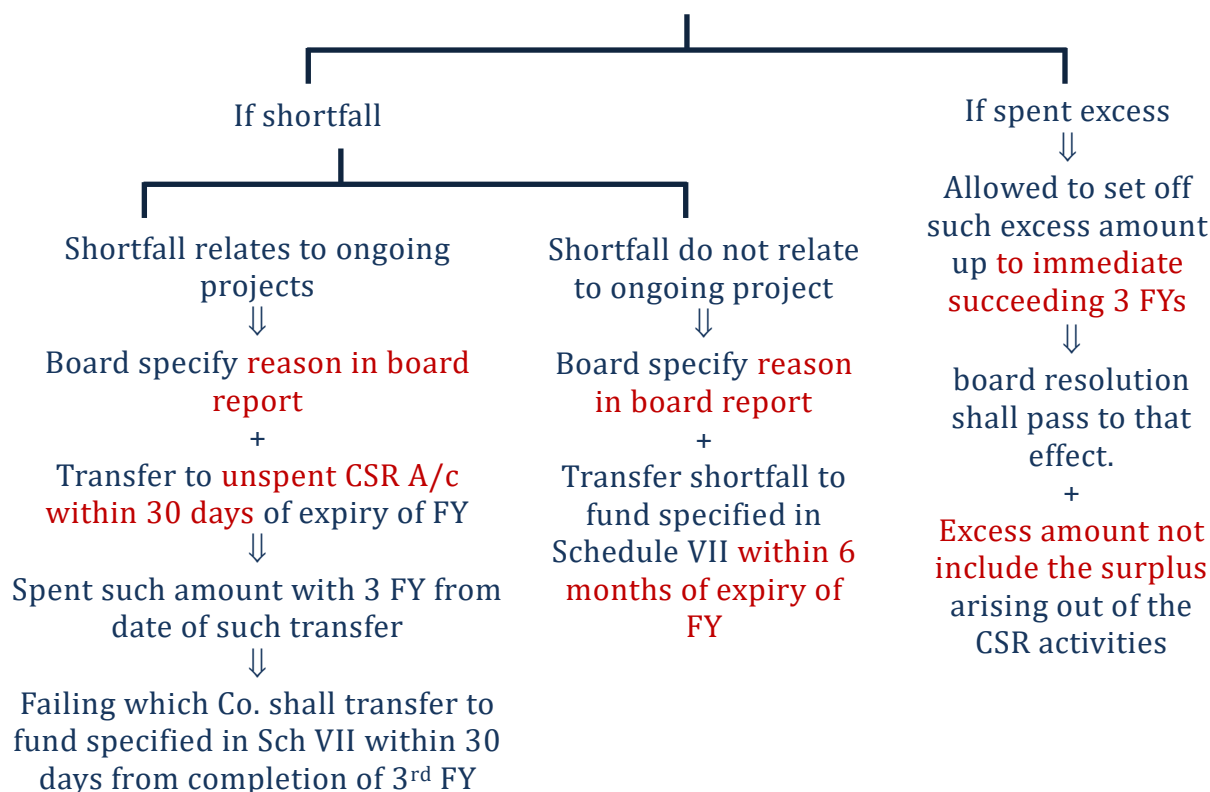 If shortfall
Shortfall relates to ongoing
projects
⇓
Board specify reason in board
report
+
Transfer to unspent CSR A/c
within 30 days of expiry of FY
⇓
Spent such amount with 3 FY from
date of such transfer
⇓
Failing which Co. shall transfer to
fund specified in Sch VII within 30
days from completion of 3rd FY
Shortfall do not relate
to ongoing project
⇓
Board specify reason
in board report
+
Transfer shortfall to
fund specified in
Schedule VII within 6
months of expiry of
FY
If spent excess
⇓
Allowed to set off
such excess amount
up to immediate
succeeding 3 FYs
⇓
board resolution
shall pass to that
effect.
+
Excess amount not
include the surplus
arising out of the
CSR activities